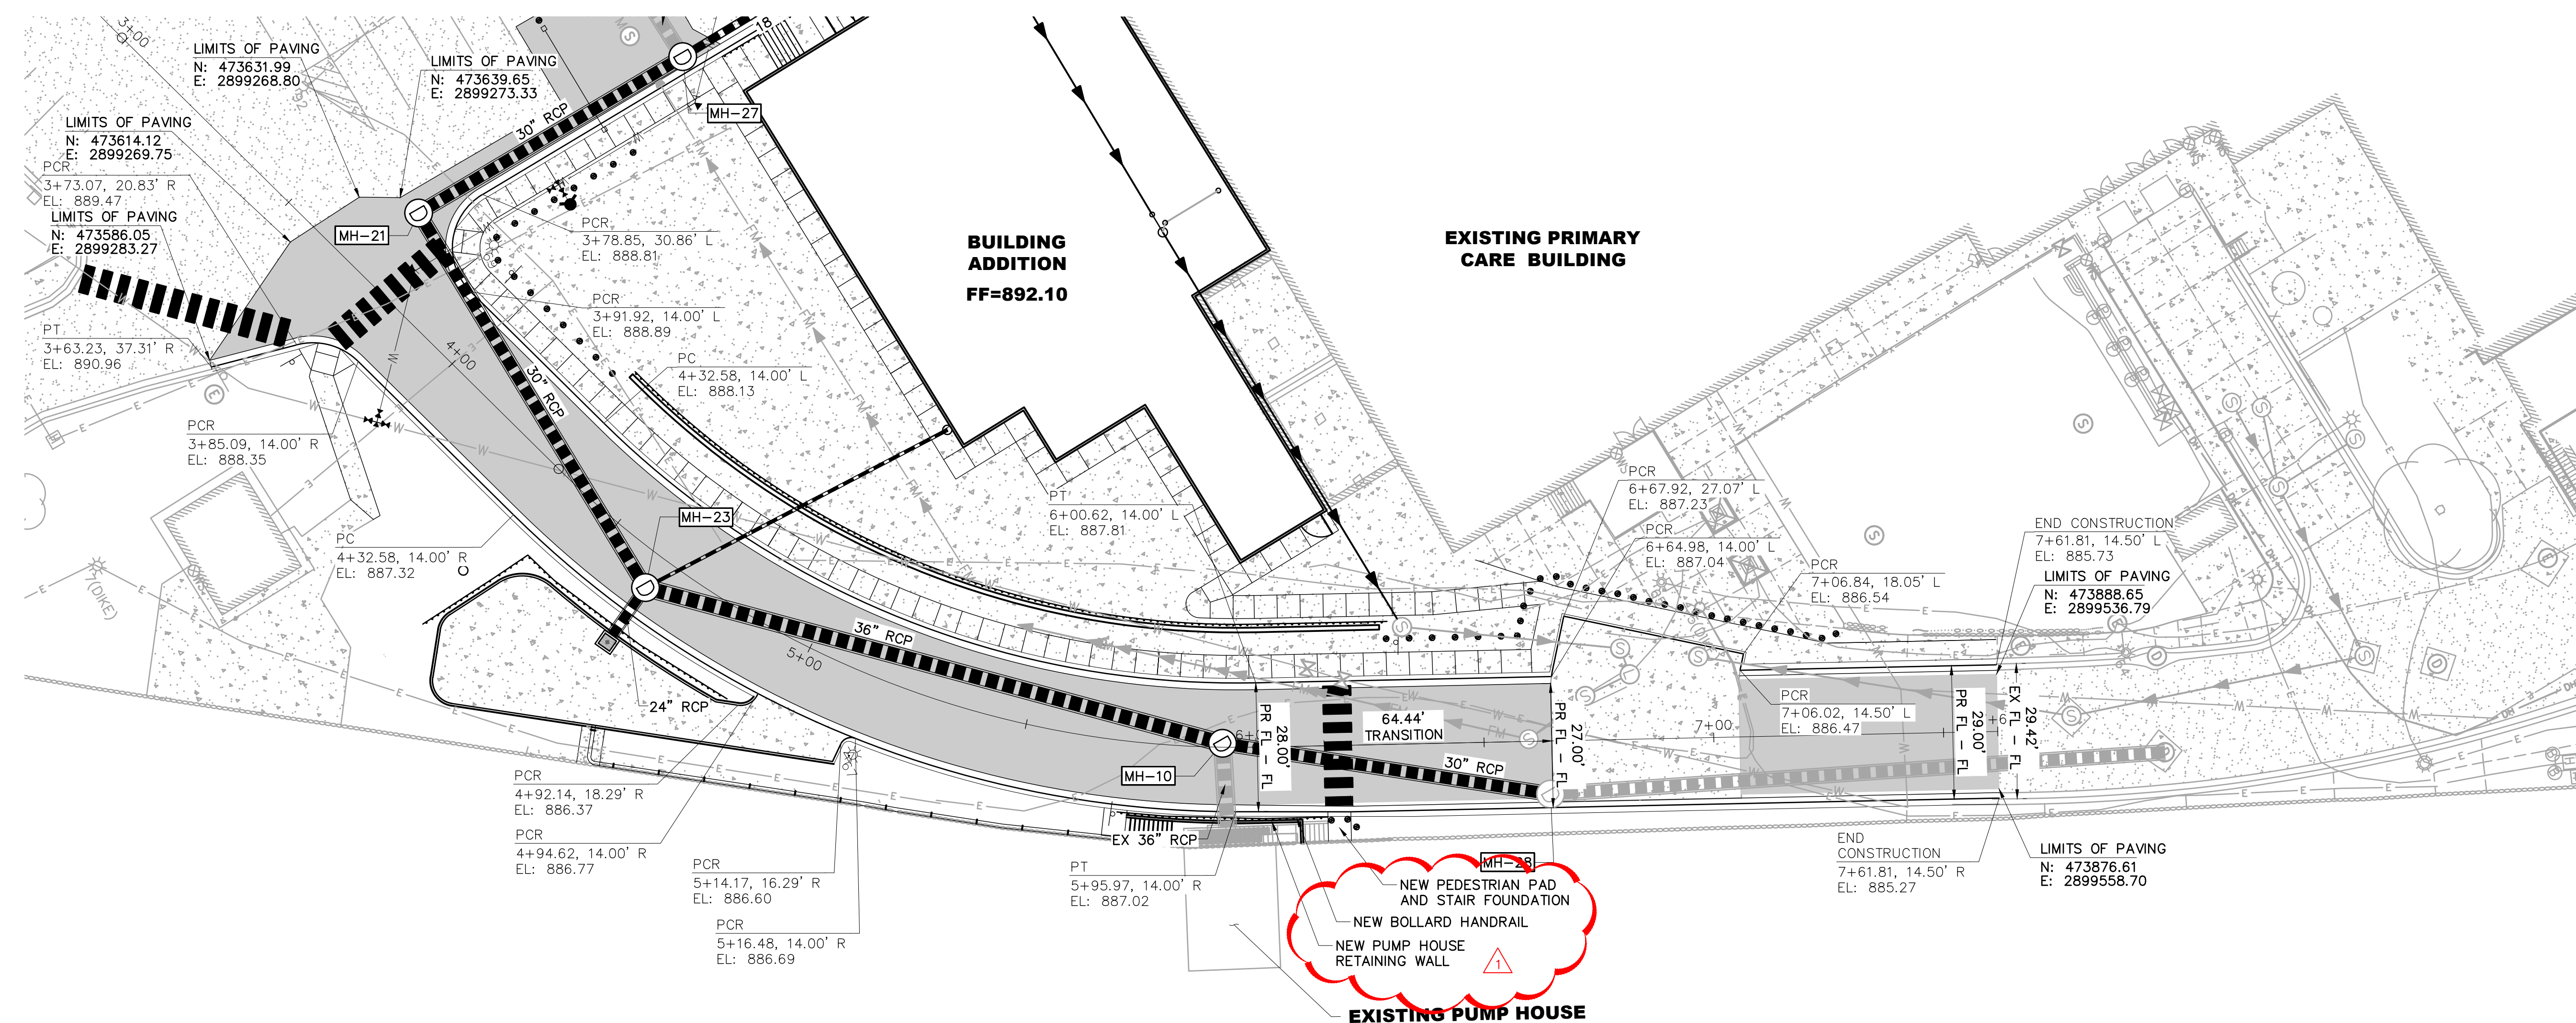 3+00
18
LIMITS OF PAVING
N: 473631.99
E: 2899268.80
LIMITS OF PAVING
N: 473639.65
E: 2899273.33
LIMITS OF PAVING
N: 473614.12
E: 2899269.75
PCR
3+73.07, 20.83' R
EL: 889.47
LIMITS OF PAVING
N: 473586.05
E: 2899283.27
PT
3+63.23, 37.31' R
EL: 890.96
30" RCP
MH-27
MH-21
PCR
3+78.85, 30.86' L
EL: 888.81
PCR
3+91.92, 14.00' L
EL: 888.89
PC
4+32.58, 14.00' L
EL: 888.13
4+00
30" RCP
BUILDING
ADDITION
FF=892.10
EXISTING PRIMARY
CARE BUILDING
PCR
3+85.09, 14.00' R
EL: 888.35
PC
4+32.58, 14.00' R
EL: 887.32
MH-23
PT
6+00.62, 14.00' L
EL: 887.81
PCR
6+67.92, 27.07' L
EL: 887.23
PCR
6+64.98, 14.00' L
EL: 887.04
PCR
7+06.84, 18.05' L
EL: 886.54
END CONSTRUCTION
7+61.81, 14.50' L
EL: 885.73
LIMITS OF PAVING
N: 473888.65
E: 2899536.79
7(DIKE)
36" RCP
5+00
24" RCP
PR FL - FL
28.00'
64.44'
TRANSITION
PR FL - FL
27.00'
7+00
PCR
7+06.02, 14.50' L
EL: 886.47
PR FL - FL
29.00'
EX FL - FL
29.42'
30" RCP
MH-10
EX 36" RCP
PCR
4+92.14, 18.29' R
EL: 886.37
PCR
4+94.62, 14.00' R
EL: 886.77
PCR
5+14.17, 16.29' R
EL: 886.60
PCR
5+16.48, 14.00' R
EL: 886.69
PT
5+95.97, 14.00' R
EL: 887.02
MH-28
NEW PEDESTRIAN PAD
AND STAIR FOUNDATION
NEW BOLLARD HANDRAIL
NEW PUMP HOUSE
RETAINING WALL
1
EXISTING PUMP HOUSE
END
CONSTRUCTION
7+61.81, 14.50' R
EL: 885.27
LIMITS OF PAVING
N: 473876.61
E: 2899558.70